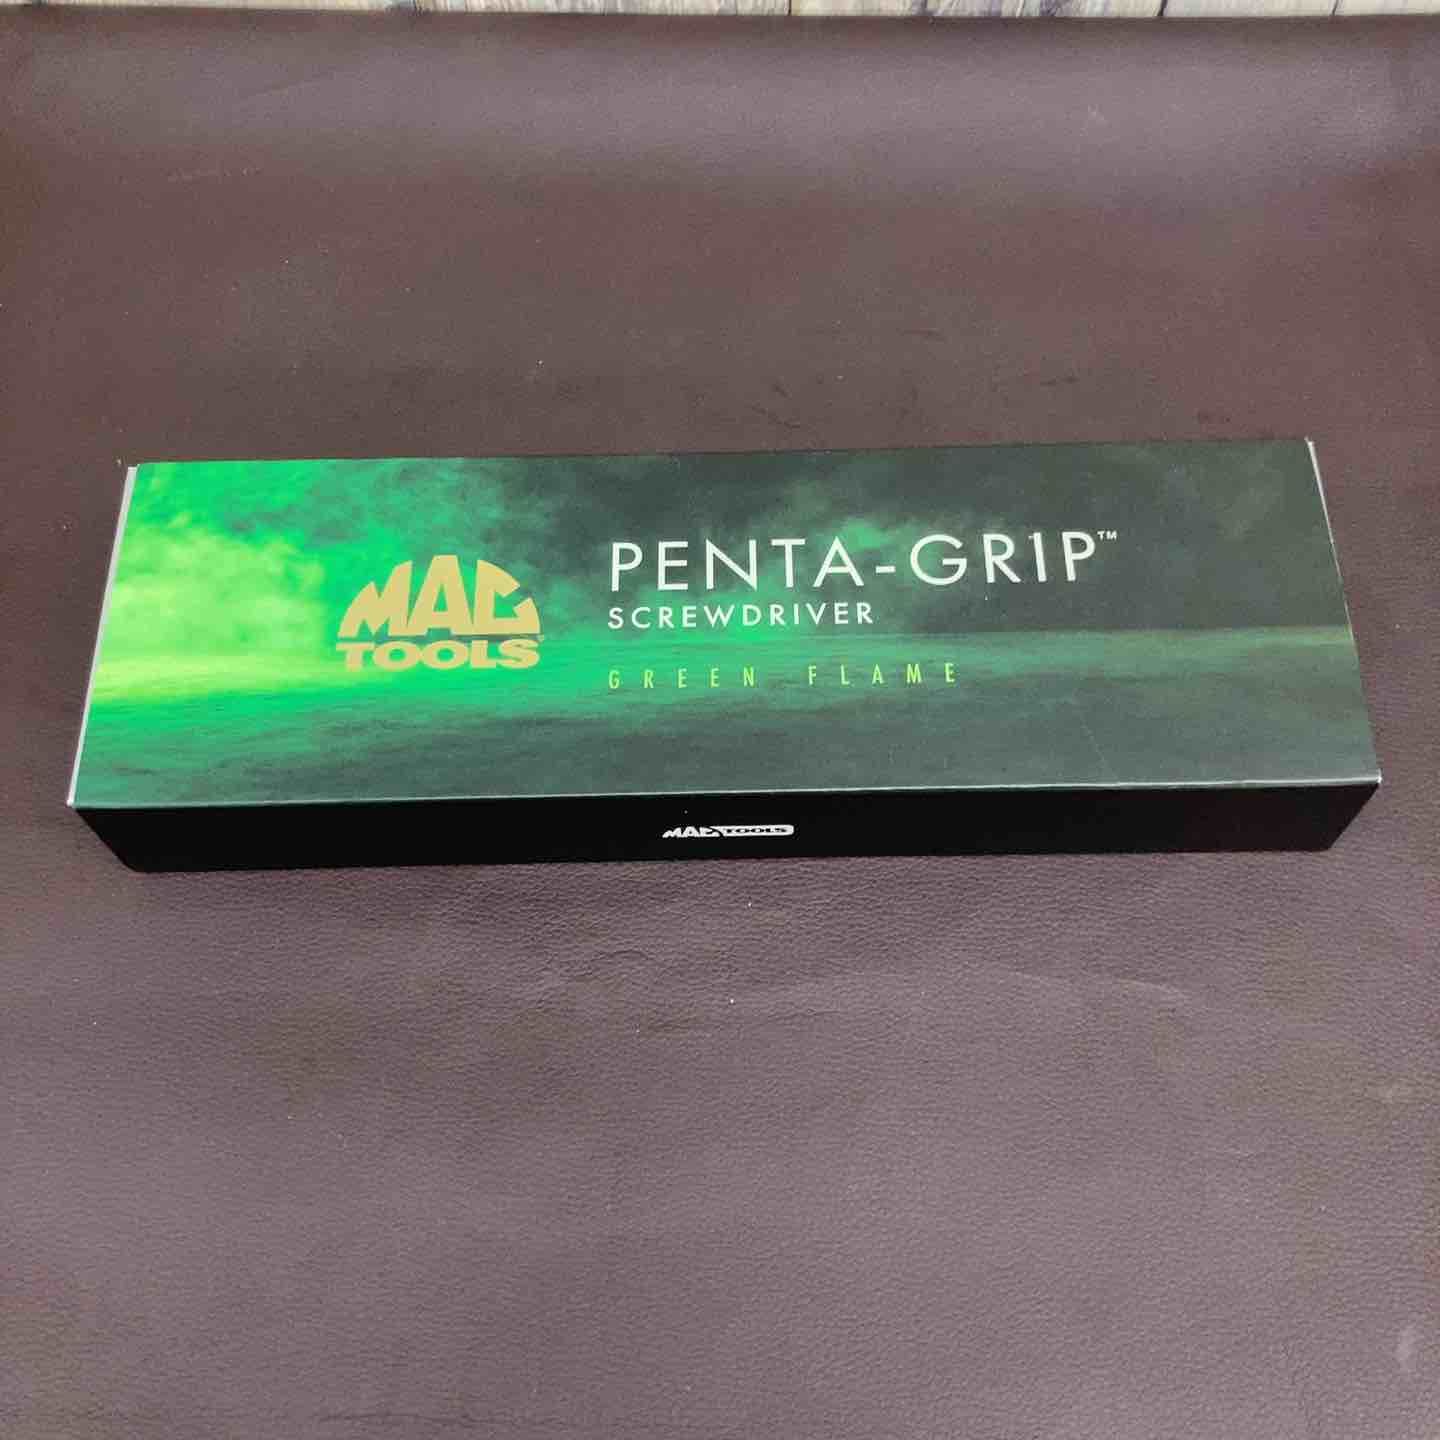 MAC
TOOLS®
PENTA-GRIP™
SCREWDRIVER
GREEN FLAME
MAC TOOLS